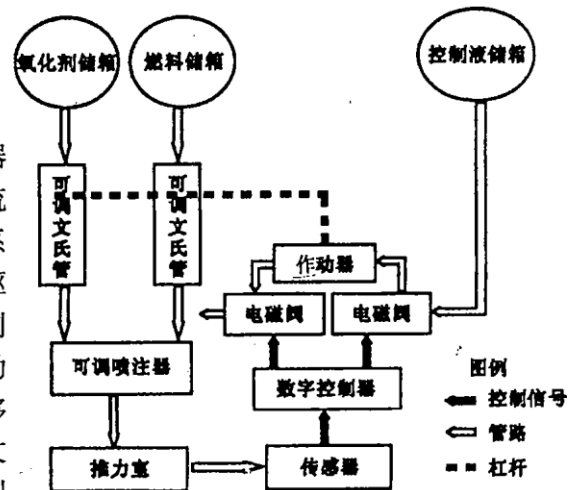 氧化剂储箱
燃料储箱
控制液储箱
可调文氏管
可调文氏管
作动器
电磁阀
电磁阀
可调喷注器
数字控制器
推力室
传感器
图例
控制信号
管路
杠杆
器